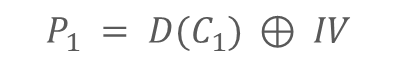 P₁ = D(C₁) ⊕ IV